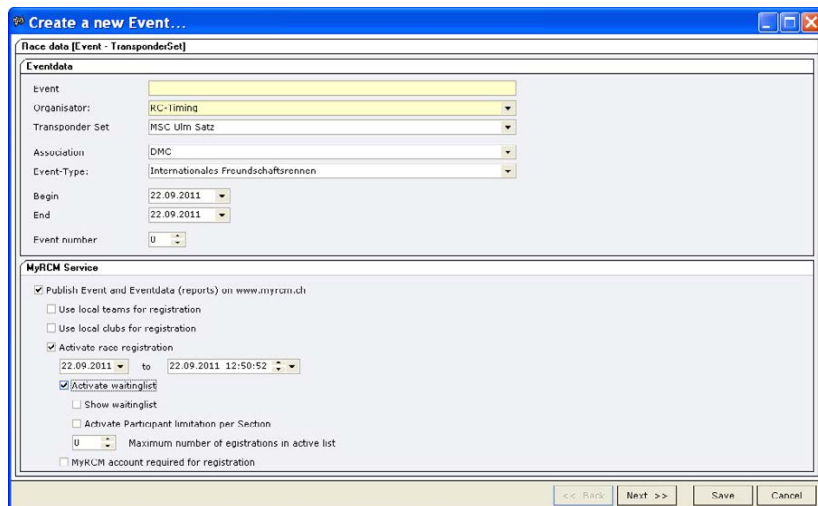 Create a new Event...
Race data [Event - TransponderSet]
Eventdata
Event
Organisator: RC-Timing
Transponder Set MSC Ulm Satz
Association DMC
Event-Type: Internationales Freundschaftsrennen
Begin 22.09.2011
End 22.09.2011
Event number 0
MyRCM Service
Publish Event and Eventdata (reports) on www.myrcm.ch
Use local teams for registration
Use local clubs for registration
Activate race registration
22.09.2011 to 22.09.2011 12:50:52
Activate waitinglist
Show waitinglist
Activate Participant limitation per Section
0 Maximum number of egistrations in active list
MyRCM account required for registration
<< Back Next >> Save Cancel